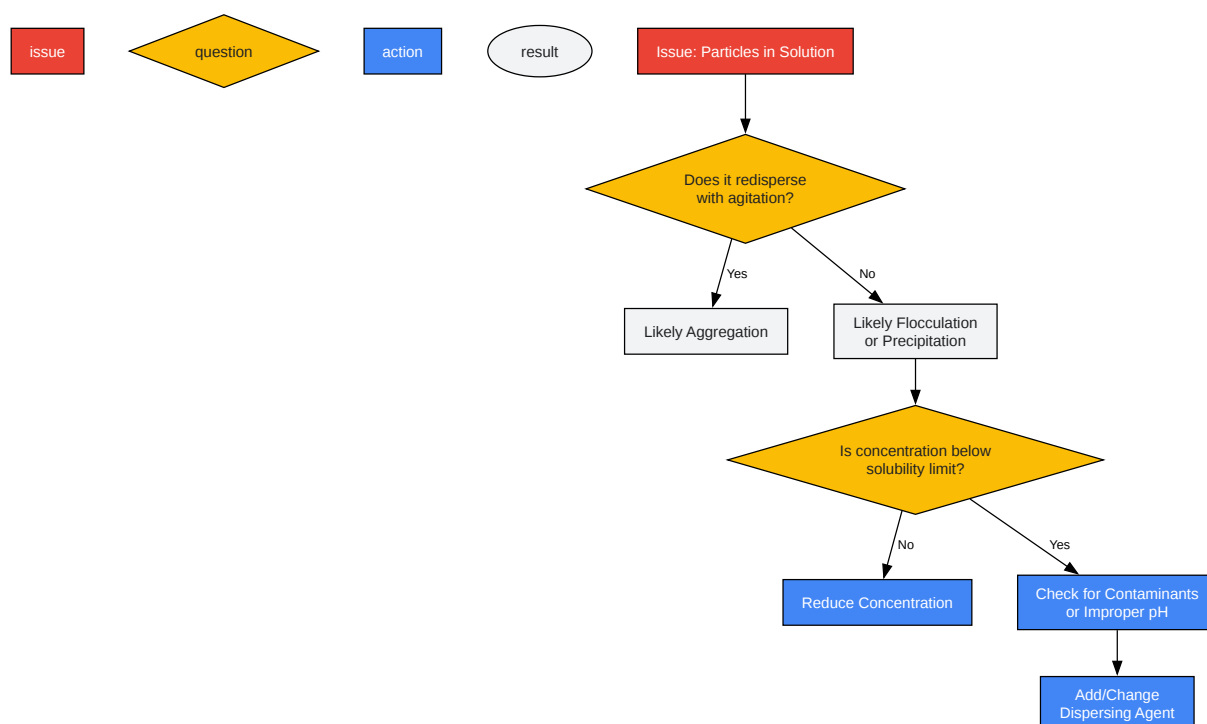 issue
question
action
result
Issue: Particles in Solution
Does it redisperse
with agitation?
Yes
No
Likely Aggregation
Likely Flocculation
or Precipitation
Is concentration below
solubility limit?
No
Yes
Reduce Concentration
Check for Contaminants
or Improper pH
Add/Change
Dispersing Agent